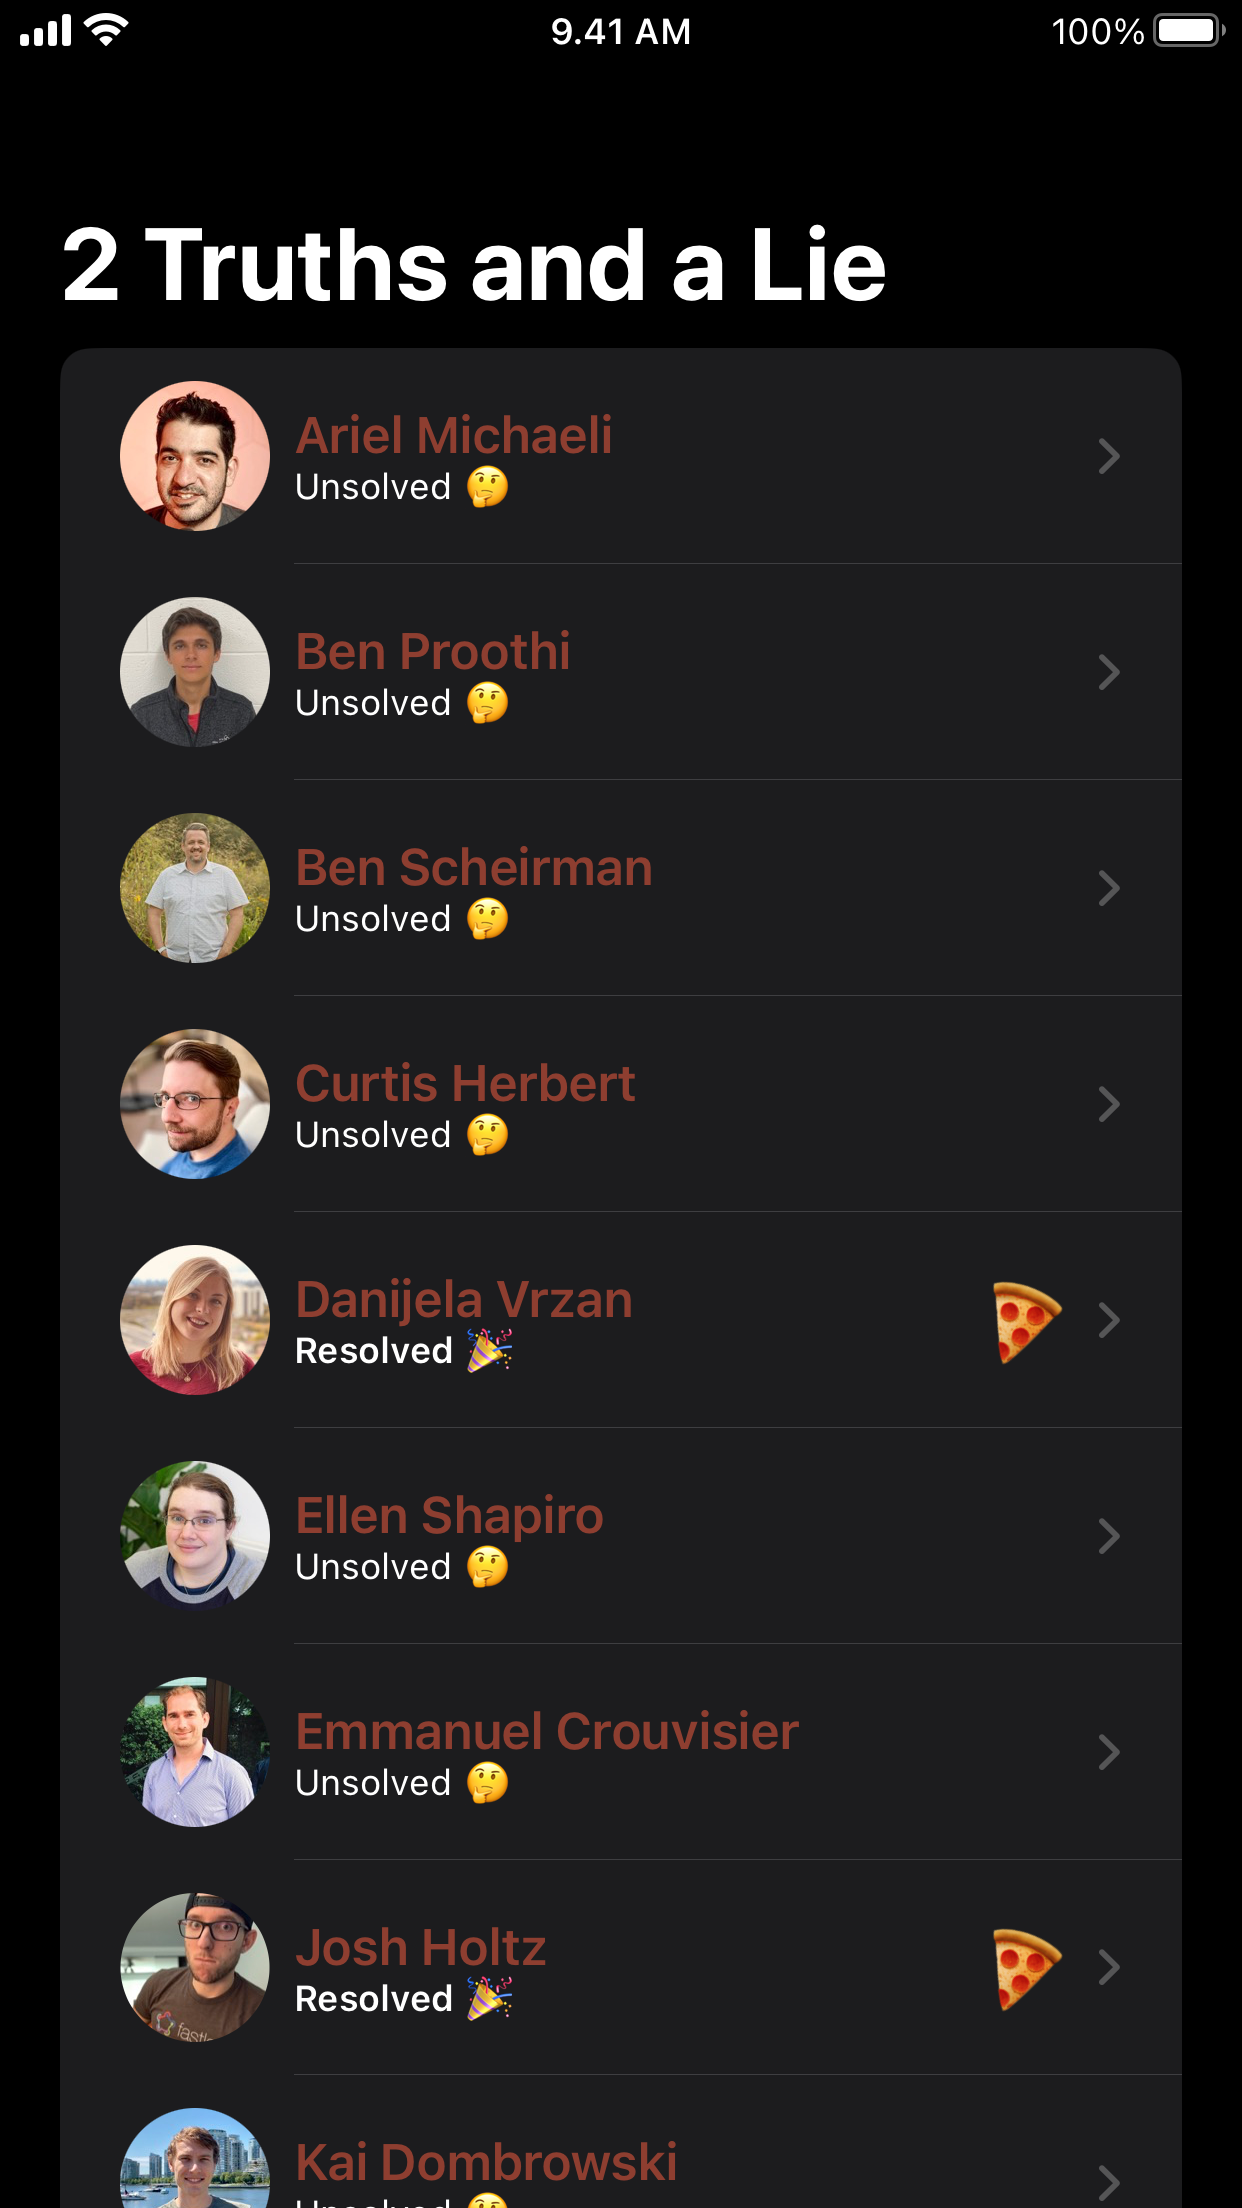 9.41 AM
100%
2 Truths and a Lie
Ariel Michaeli
Unsolved 🤔
Ben Proothi
Unsolved 🤔
Ben Scheirman
Unsolved 🤔
Curtis Herbert
Unsolved 🤔
Danijela Vrzan
Resolved 🎉
Ellen Shapiro
Unsolved 🤔
Emmanuel Crouvisier
Unsolved 🤔
Josh Holtz
Resolved 🎉
Kai Dombrowski
Unsolved 🤔